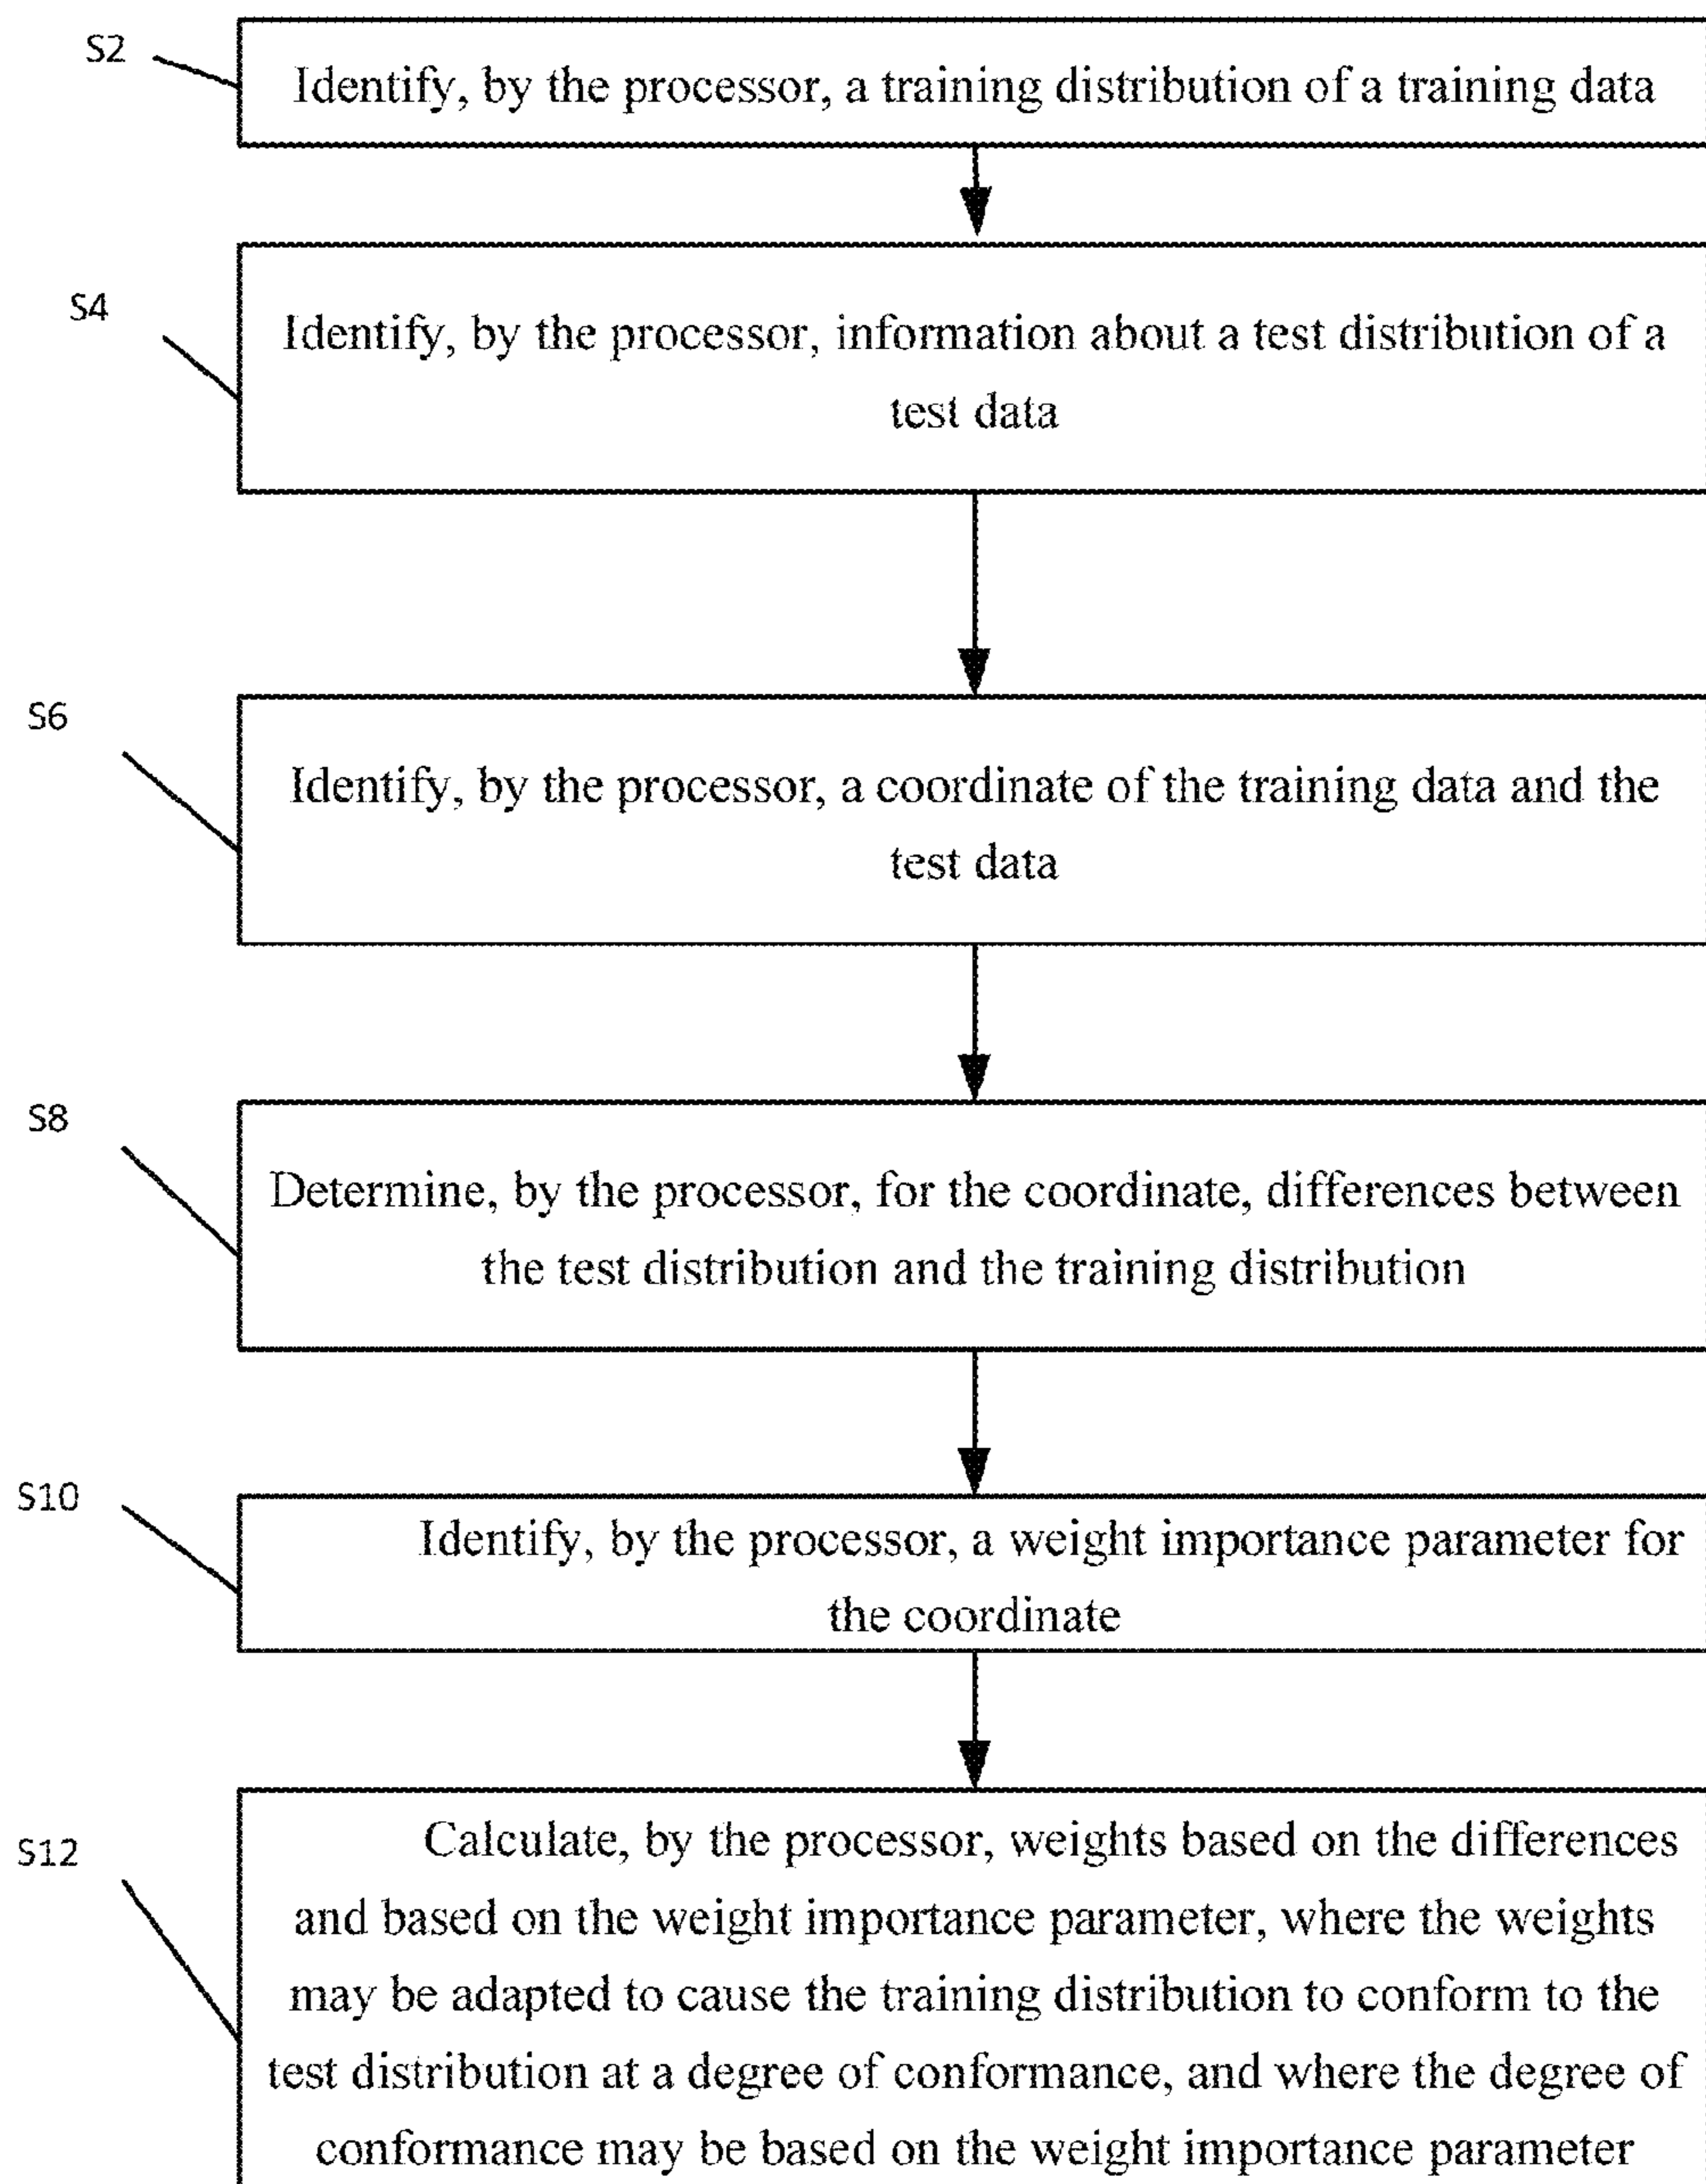 S2
Identify, by the processor, a training distribution of a training data
S4
Identify, by the processor, information about a test distribution of a
test data
S6
Identify, by the processor, a coordinate of the training data and the
test data
S8
Determine, by the processor, for the coordinate, differences between
the test distribution and the training distribution
S10
Identify, by the processor, a weight importance parameter for
the coordinate
S12
Calculate, by the processor, weights based on the differences
and based on the weight importance parameter, where the weights
may be adapted to cause the training distribution to conform to the
test distribution at a degree of conformance, and where the degree of
conformance may be based on the weight importance parameter